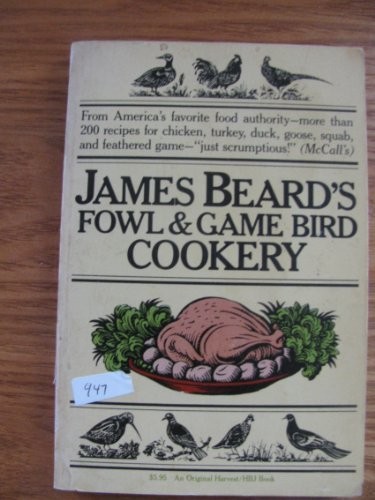 From America's favorite food authority—more than
200 recipes for chicken, turkey, duck, goose, squab,
and feathered game—"just scrumptious!" (McCall's)
JAMES BEARD'S
FOWL & GAME BIRD
COOKERY
947
$5.95 An Original Harvest/HBJ Book